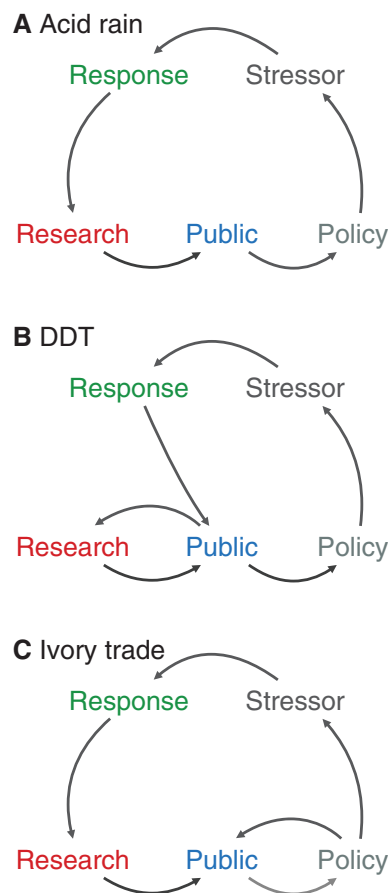 A Acid rain
Response Stressor
Research Public Policy
B DDT
Response Stressor
Research Public Policy
C Ivory trade
Response Stressor
Research Public Policy